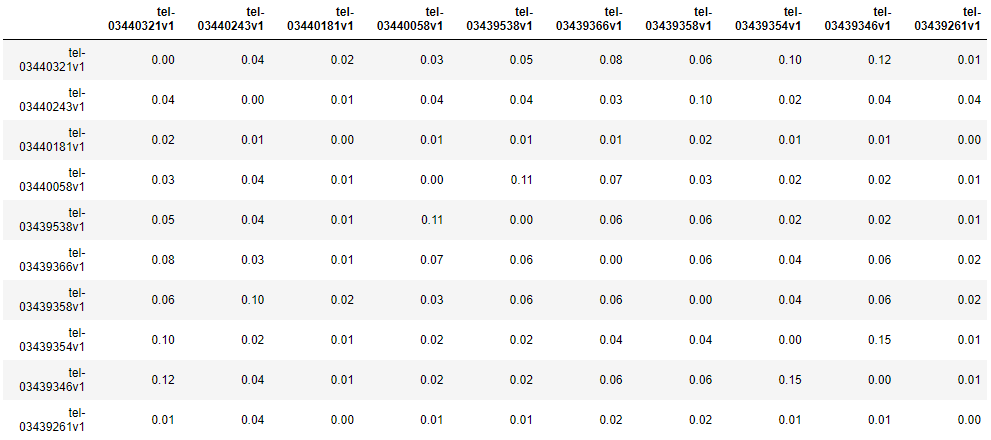 tel- tel- tel- tel- tel- tel- tel- tel- tel- tel-
03440321v1 03440243v1 03440181v1 03440058v1 03439538v1 03439366v1 03439358v1 03439354v1 03439346v1 03439261v1
tel-
03440321v1 0.00 0.04 0.02 0.03 0.05 0.08 0.06 0.10 0.12 0.01
tel-
03440243v1 0.04 0.00 0.01 0.04 0.04 0.03 0.10 0.02 0.04 0.04
tel-
03440181v1 0.02 0.01 0.00 0.01 0.01 0.01 0.02 0.01 0.01 0.00
tel-
03440058v1 0.03 0.04 0.01 0.00 0.11 0.07 0.03 0.02 0.02 0.01
tel-
03439538v1 0.05 0.04 0.01 0.11 0.00 0.06 0.06 0.02 0.02 0.01
tel-
03439366v1 0.08 0.03 0.01 0.07 0.06 0.00 0.06 0.04 0.06 0.02
tel-
03439358v1 0.06 0.10 0.02 0.03 0.06 0.06 0.00 0.04 0.06 0.02
tel-
03439354v1 0.10 0.02 0.01 0.02 0.02 0.04 0.04 0.00 0.15 0.01
tel-
03439346v1 0.12 0.04 0.01 0.02 0.02 0.06 0.06 0.15 0.00 0.01
tel-
03439261v1 0.01 0.04 0.00 0.01 0.01 0.02 0.02 0.01 0.01 0.00